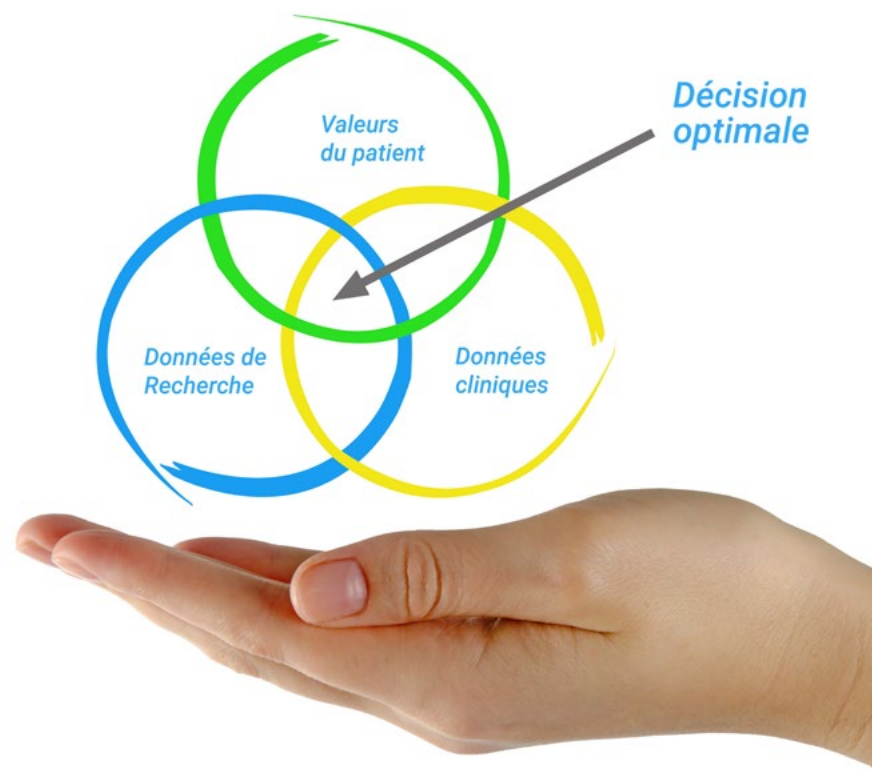 Valeurs
du patient
Décision
optimale
Données de
Recherche
Données
cliniques